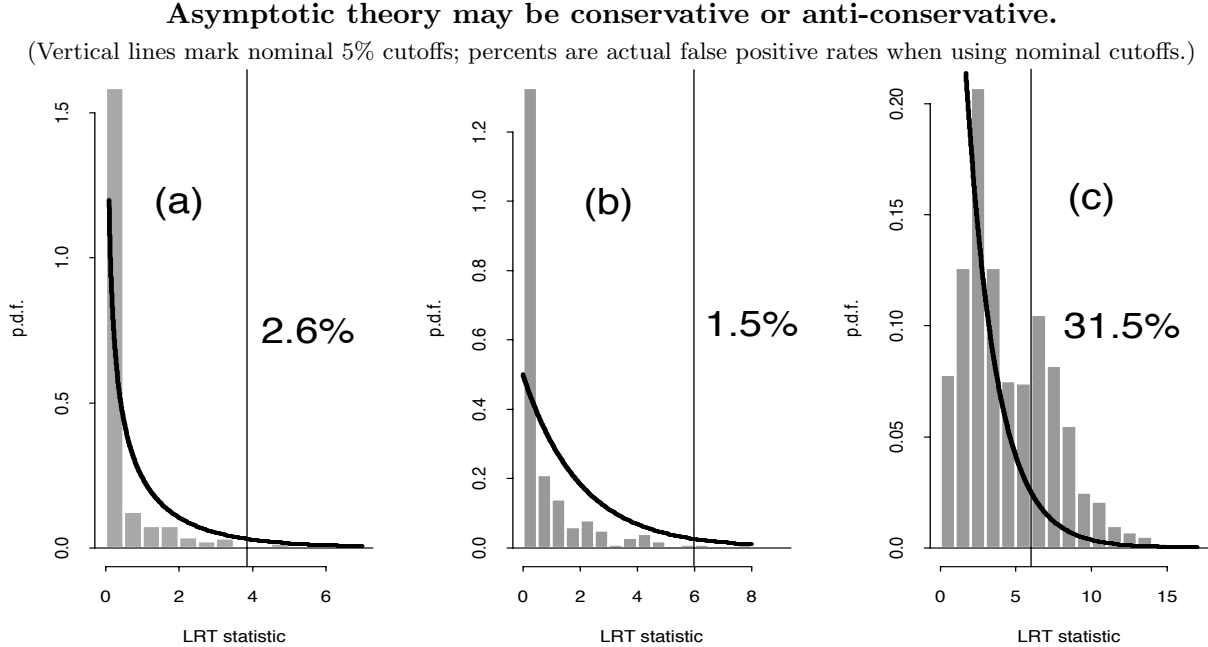 Asymptotic theory may be conservative or anti-conservative.
(Vertical lines mark nominal 5% cutoffs; percents are actual false positive rates when using nominal cutoffs.)
p.d.f.
1.5
1.0
0.5
0.0
(a)
2.6%
0 2 4 6
LRT statistic
p.d.f.
1.2
1.0
0.8
0.6
0.4
0.2
0.0
(b)
1.5%
0 2 4 6 8
LRT statistic
p.d.f.
0.20
0.15
0.10
0.05
0.00
(c)
31.5%
0 5 10 15
LRT statistic